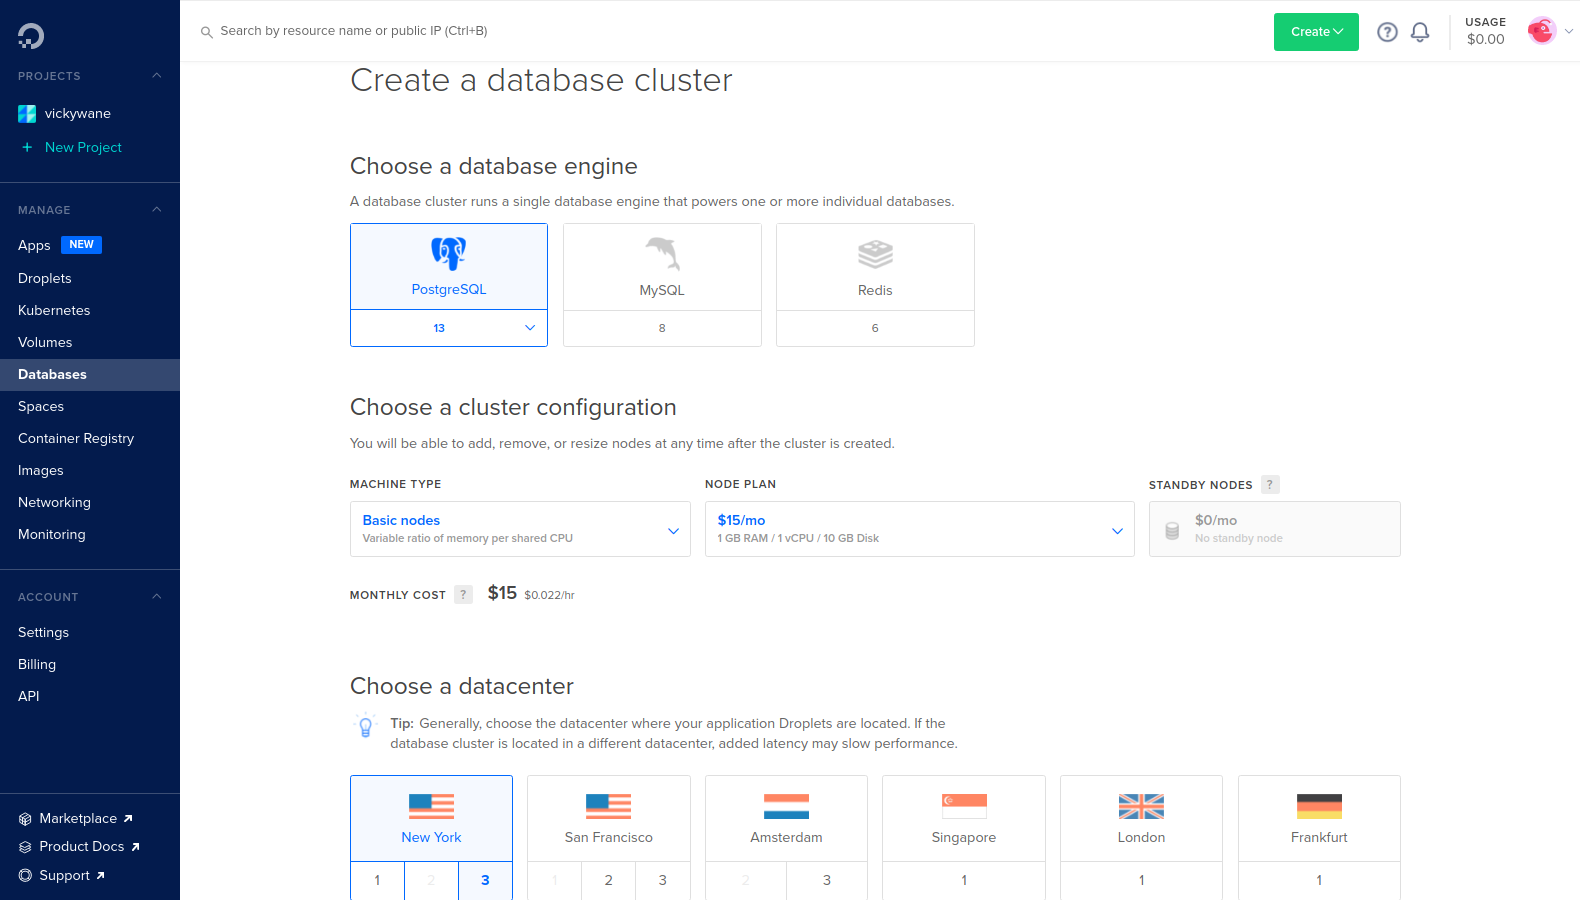 Search by resource name or public IP (Ctrl+B)
Create
?
USAGE
$0.00
PROJECTS
vickywane
+ New Project
MANAGE
Apps NEW
Droplets
Kubernetes
Volumes
Databases
Spaces
Container Registry
Images
Networking
Monitoring
ACCOUNT
Settings
Billing
API
Marketplace
Product Docs
Support
Create a database cluster
Choose a database engine
A database cluster runs a single database engine that powers one or more individual databases.
PostgreSQL
13
MySQL
8
Redis
6
Choose a cluster configuration
You will be able to add, remove, or resize nodes at any time after the cluster is created.
MACHINE TYPE
Basic nodes
Variable ratio of memory per shared CPU
NODE PLAN
$15/mo
1 GB RAM / 1 vCPU / 10 GB Disk
STANDBY NODES ?
$0/mo
No standby node
MONTHLY COST ? $15 $0.022/hr
Choose a datacenter
Tip: Generally, choose the datacenter where your application Droplets are located. If the
database cluster is located in a different datacenter, added latency may slow performance.
New York
1 2 3
San Francisco
1 2 3
Amsterdam
2 3
Singapore
1
London
1
Frankfurt
1